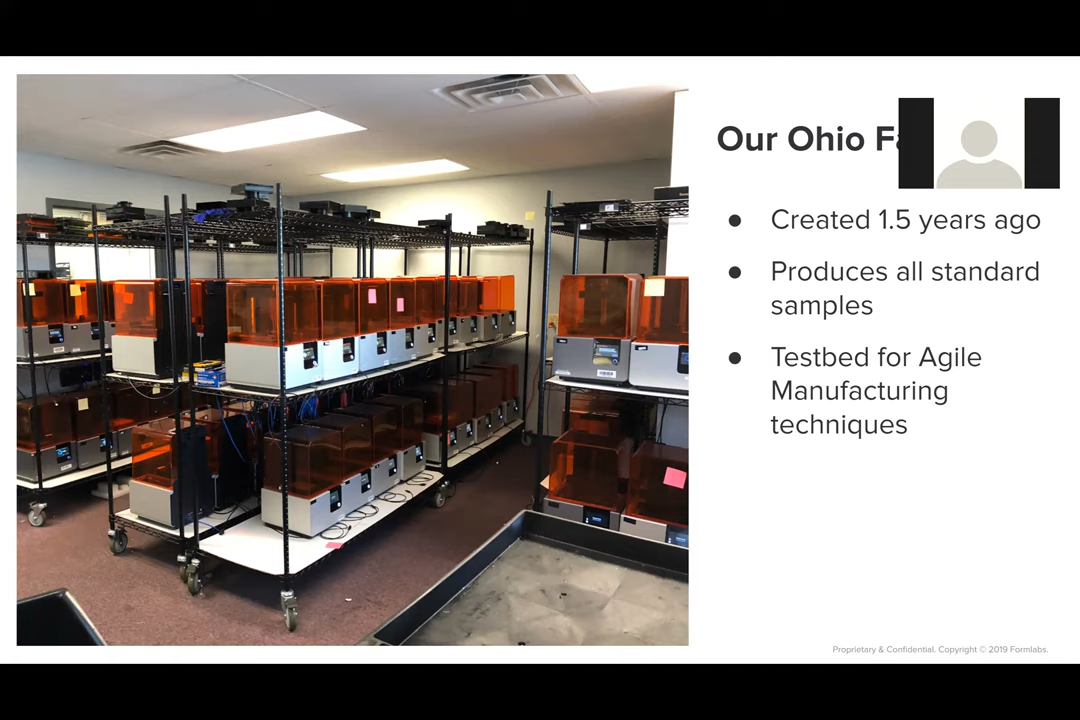 Our Ohio
● Created 1.5 years ago
● Produces all standard
samples
● Testbed for Agile
Manufacturing
techniques
Proprietary & Confidential. Copyright © 2019 Formlabs.